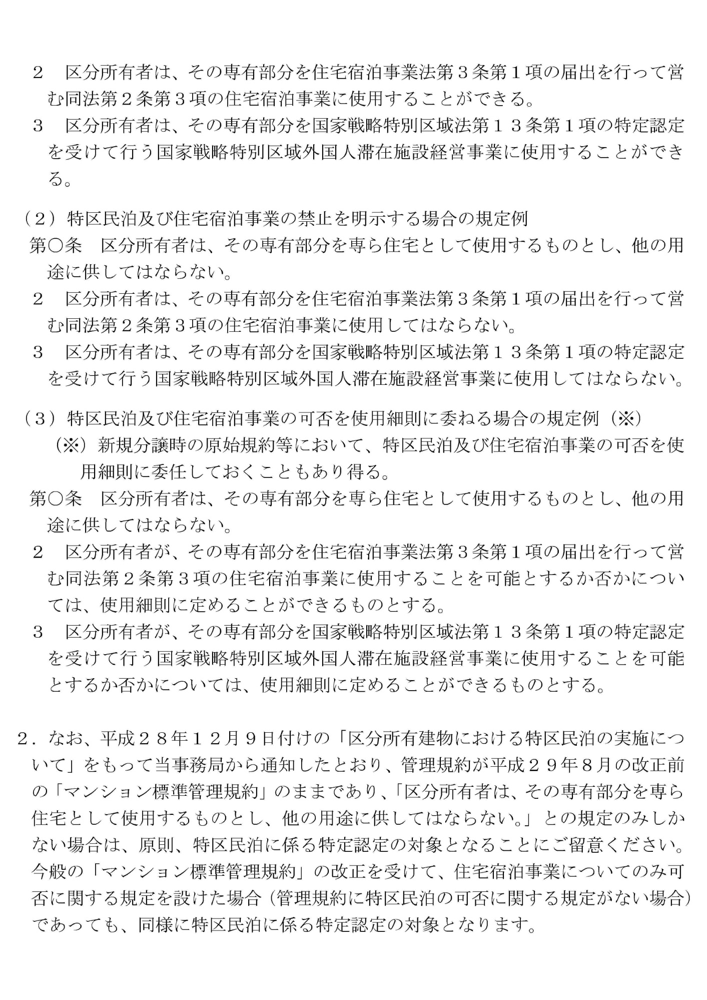 ２　区分所有者は、その専有部分を住宅宿泊事業法第３条第１項の届出を行って営
む同法第２条第３項の住宅宿泊事業に使用することができる。
３　区分所有者は、その専有部分を国家戦略特別区域法第１３条第１項の特定認定
を受けて行う国家戦略特別区域外国人滞在施設経営事業に使用することができ
る。
（２）特区民泊及び住宅宿泊事業の禁止を明示する場合の規定例
第〇条　区分所有者は、その専有部分を専ら住宅として使用するものとし、他の用
途に供してはならない。
２　区分所有者は、その専有部分を住宅宿泊事業法第３条第１項の届出を行って営
む同法第２条第３項の住宅宿泊事業に使用してはならない。
３　区分所有者は、その専有部分を国家戦略特別区域法第１３条第１項の特定認定
を受けて行う国家戦略特別区域外国人滞在施設経営事業に使用してはならない。
（３）特区民泊及び住宅宿泊事業の可否を使用細則に委ねる場合の規定例（※）
（※）新規分譲時の原始規約等において、特区民泊及び住宅宿泊事業の可否を使
用細則に委任しておくこともあり得る。
第〇条　区分所有者は、その専有部分を専ら住宅として使用するものとし、他の用
途に供してはならない。
２　区分所有者が、その専有部分を住宅宿泊事業法第３条第１項の届出を行って営
む同法第２条第３項の住宅宿泊事業に使用することを可能とするか否かについ
ては、使用細則に定めることができるものとする。
３　区分所有者が、その専有部分を国家戦略特別区域法第１３条第１項の特定認定
を受けて行う国家戦略特別区域外国人滞在施設経営事業に使用することを可能
とするか否かについては、使用細則に定めることができるものとする。
２．なお、平成２８年１２月９日付けの「区分所有建物における特区民泊の実施につ
いて」をもって当事務局から通知したとおり、管理規約が平成２９年８月の改正前
の「マンション標準管理規約」のままであり、「区分所有者は、その専有部分を専ら
住宅として使用するものとし、他の用途に供してはならない。」との規定のみしか
ない場合は、原則、特区民泊に係る特定認定の対象となることにご留意ください。
今般の「マンション標準管理規約」の改正を受けて、住宅宿泊事業についてのみ可
否に関する規定を設けた場合（管理規約に特区民泊の可否に関する規定がない場合）
であっても、同様に特区民泊に係る特定認定の対象となります。